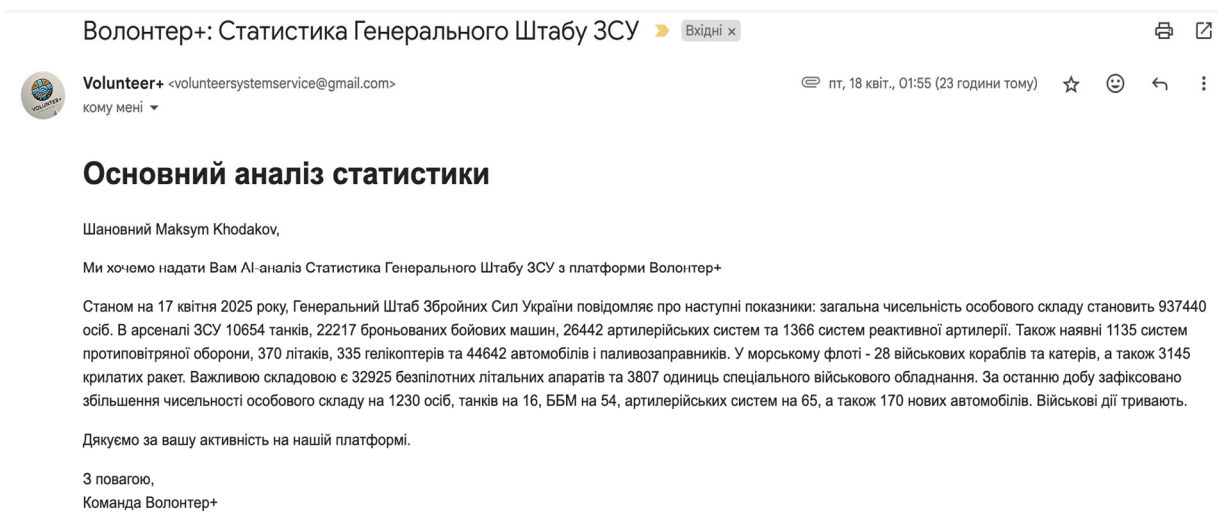 Волонтер+: Статистика Генерального Штабу ЗСУ Вхідні ×
Volunteer+ <volunteersystemservice@gmail.com> пт, 18 квіт., 01:55 (23 години тому)
кому мені
VOLUNTER+
Основний аналіз статистики
Шановний Maksym Khodakov,
Ми хочемо надати Вам AI-аналіз Статистика Генерального Штабу ЗСУ з платформи Волонтер+
Станом на 17 квітня 2025 року, Генеральний Штаб Збройних Сил України повідомляє про наступні показники: загальна чисельність особового складу становить 937440
осіб. В арсеналі ЗСУ 10654 танків, 22217 броньованих бойових машин, 26442 артилерійських систем та 1366 систем реактивної артилерії. Також наявні 1135 систем
протиповітряної оборони, 370 літаків, 335 гелікоптерів та 44642 автомобілів і паливозаправників. У морському флоті - 28 військових кораблів та катерів, а також 3145
крилатих ракет. Важливою складовою є 32925 безпілотних літальних апаратів та 3807 одиниць спеціального військового обладнання. За останню добу зафіксовано
збільшення чисельності особового складу на 1230 осіб, танків на 16, ББМ на 54, артилерійських систем на 65, а також 170 нових автомобілів. Військові дії тривають.
Дякуємо за вашу активність на нашій платформі.
З повагою,
Команда Волонтер+